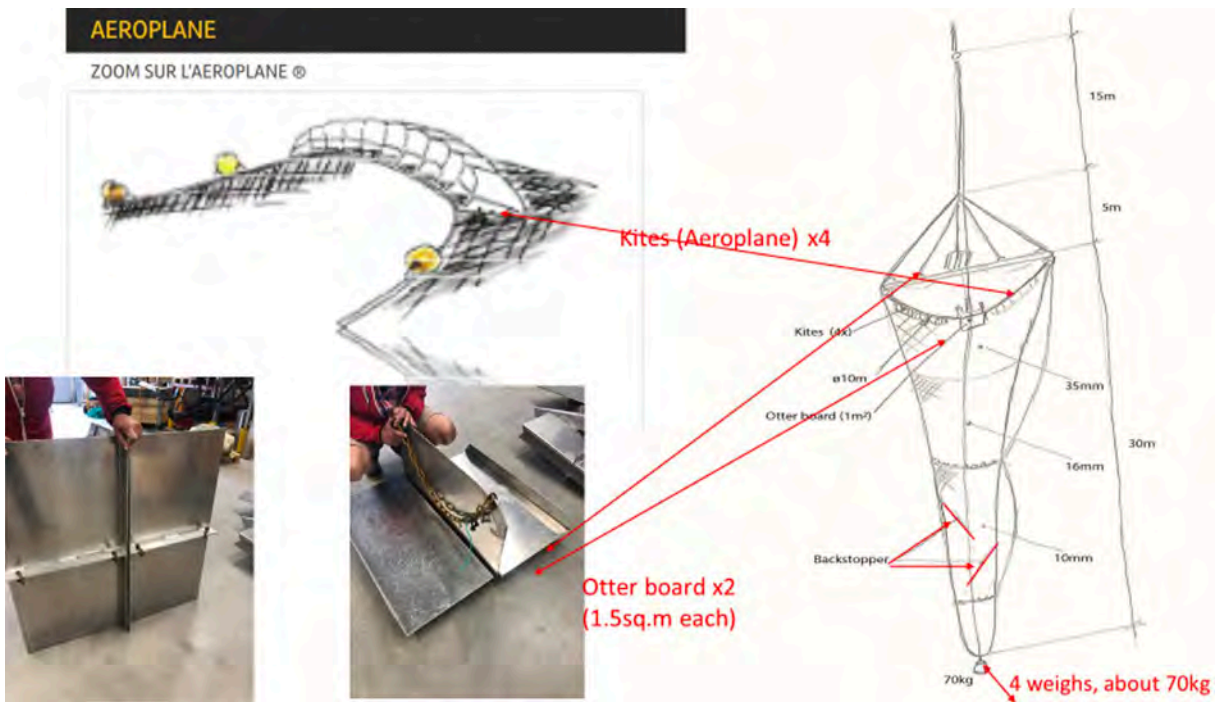 AEROPLANE
ZOOM SUR L'AEROPLANE ®
15m
5m
Kites (Aeroplane) x4
Kites (4x)
ø10m
Otter board (1m²)
35mm
30m
16mm
Backstopper
10mm
Otter board x2
(1.5sq.m each)
70kg
4 weighs, about 70kg